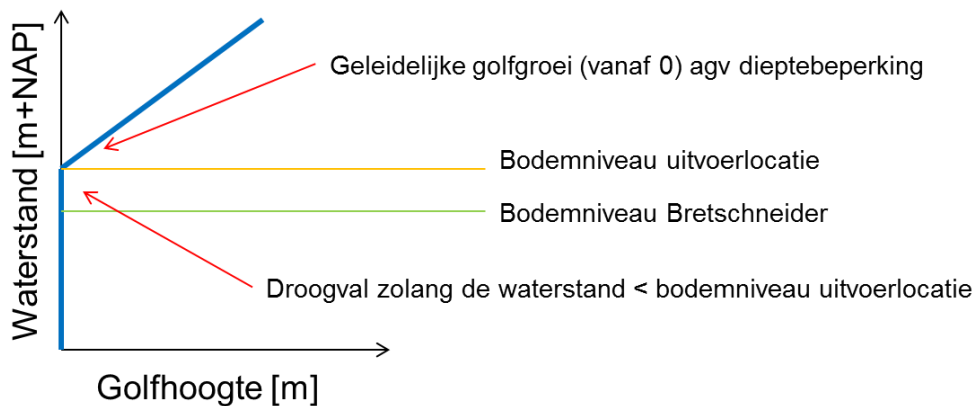 Waterstand [m+NAP]
Geleidelijke golfgroei (vanaf 0) agv dieptebeperking
Bodemniveau uitvoerlocatie
Bodemniveau Bretschneider
Droogval zolang de waterstand < bodemniveau uitvoerlocatie
Golfhoogte [m]